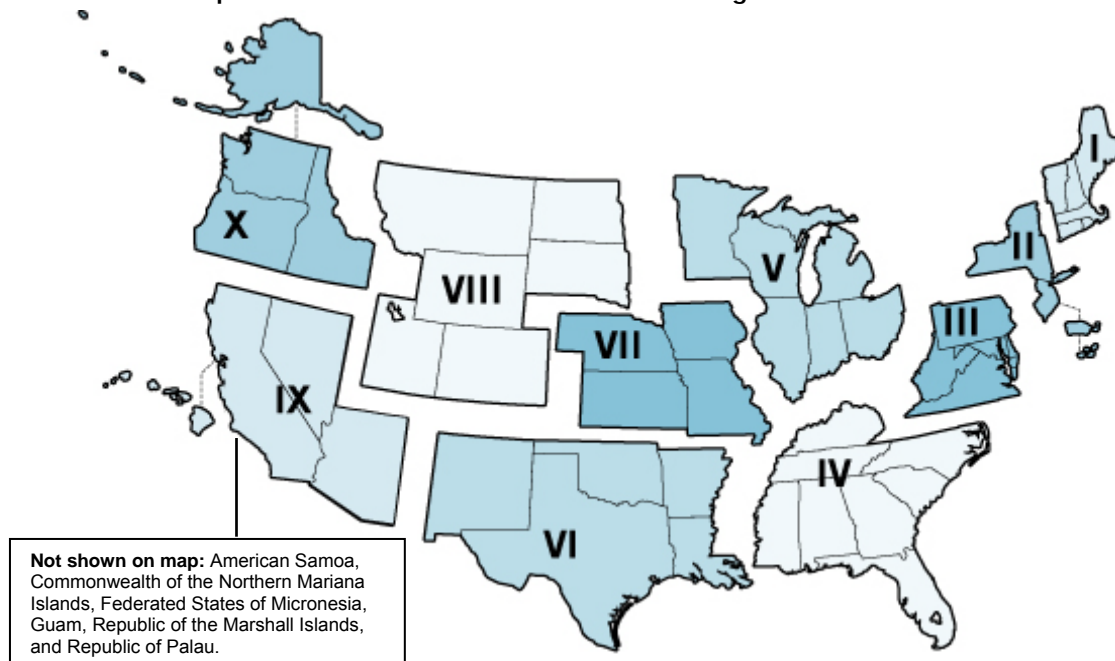 I
X
II
V
VIII
III
VII
IX
IV
VI
Not shown on map: American Samoa,
Commonwealth of the Northern Mariana
Islands, Federated States of Micronesia,
Guam, Republic of the Marshall Islands,
and Republic of Palau.